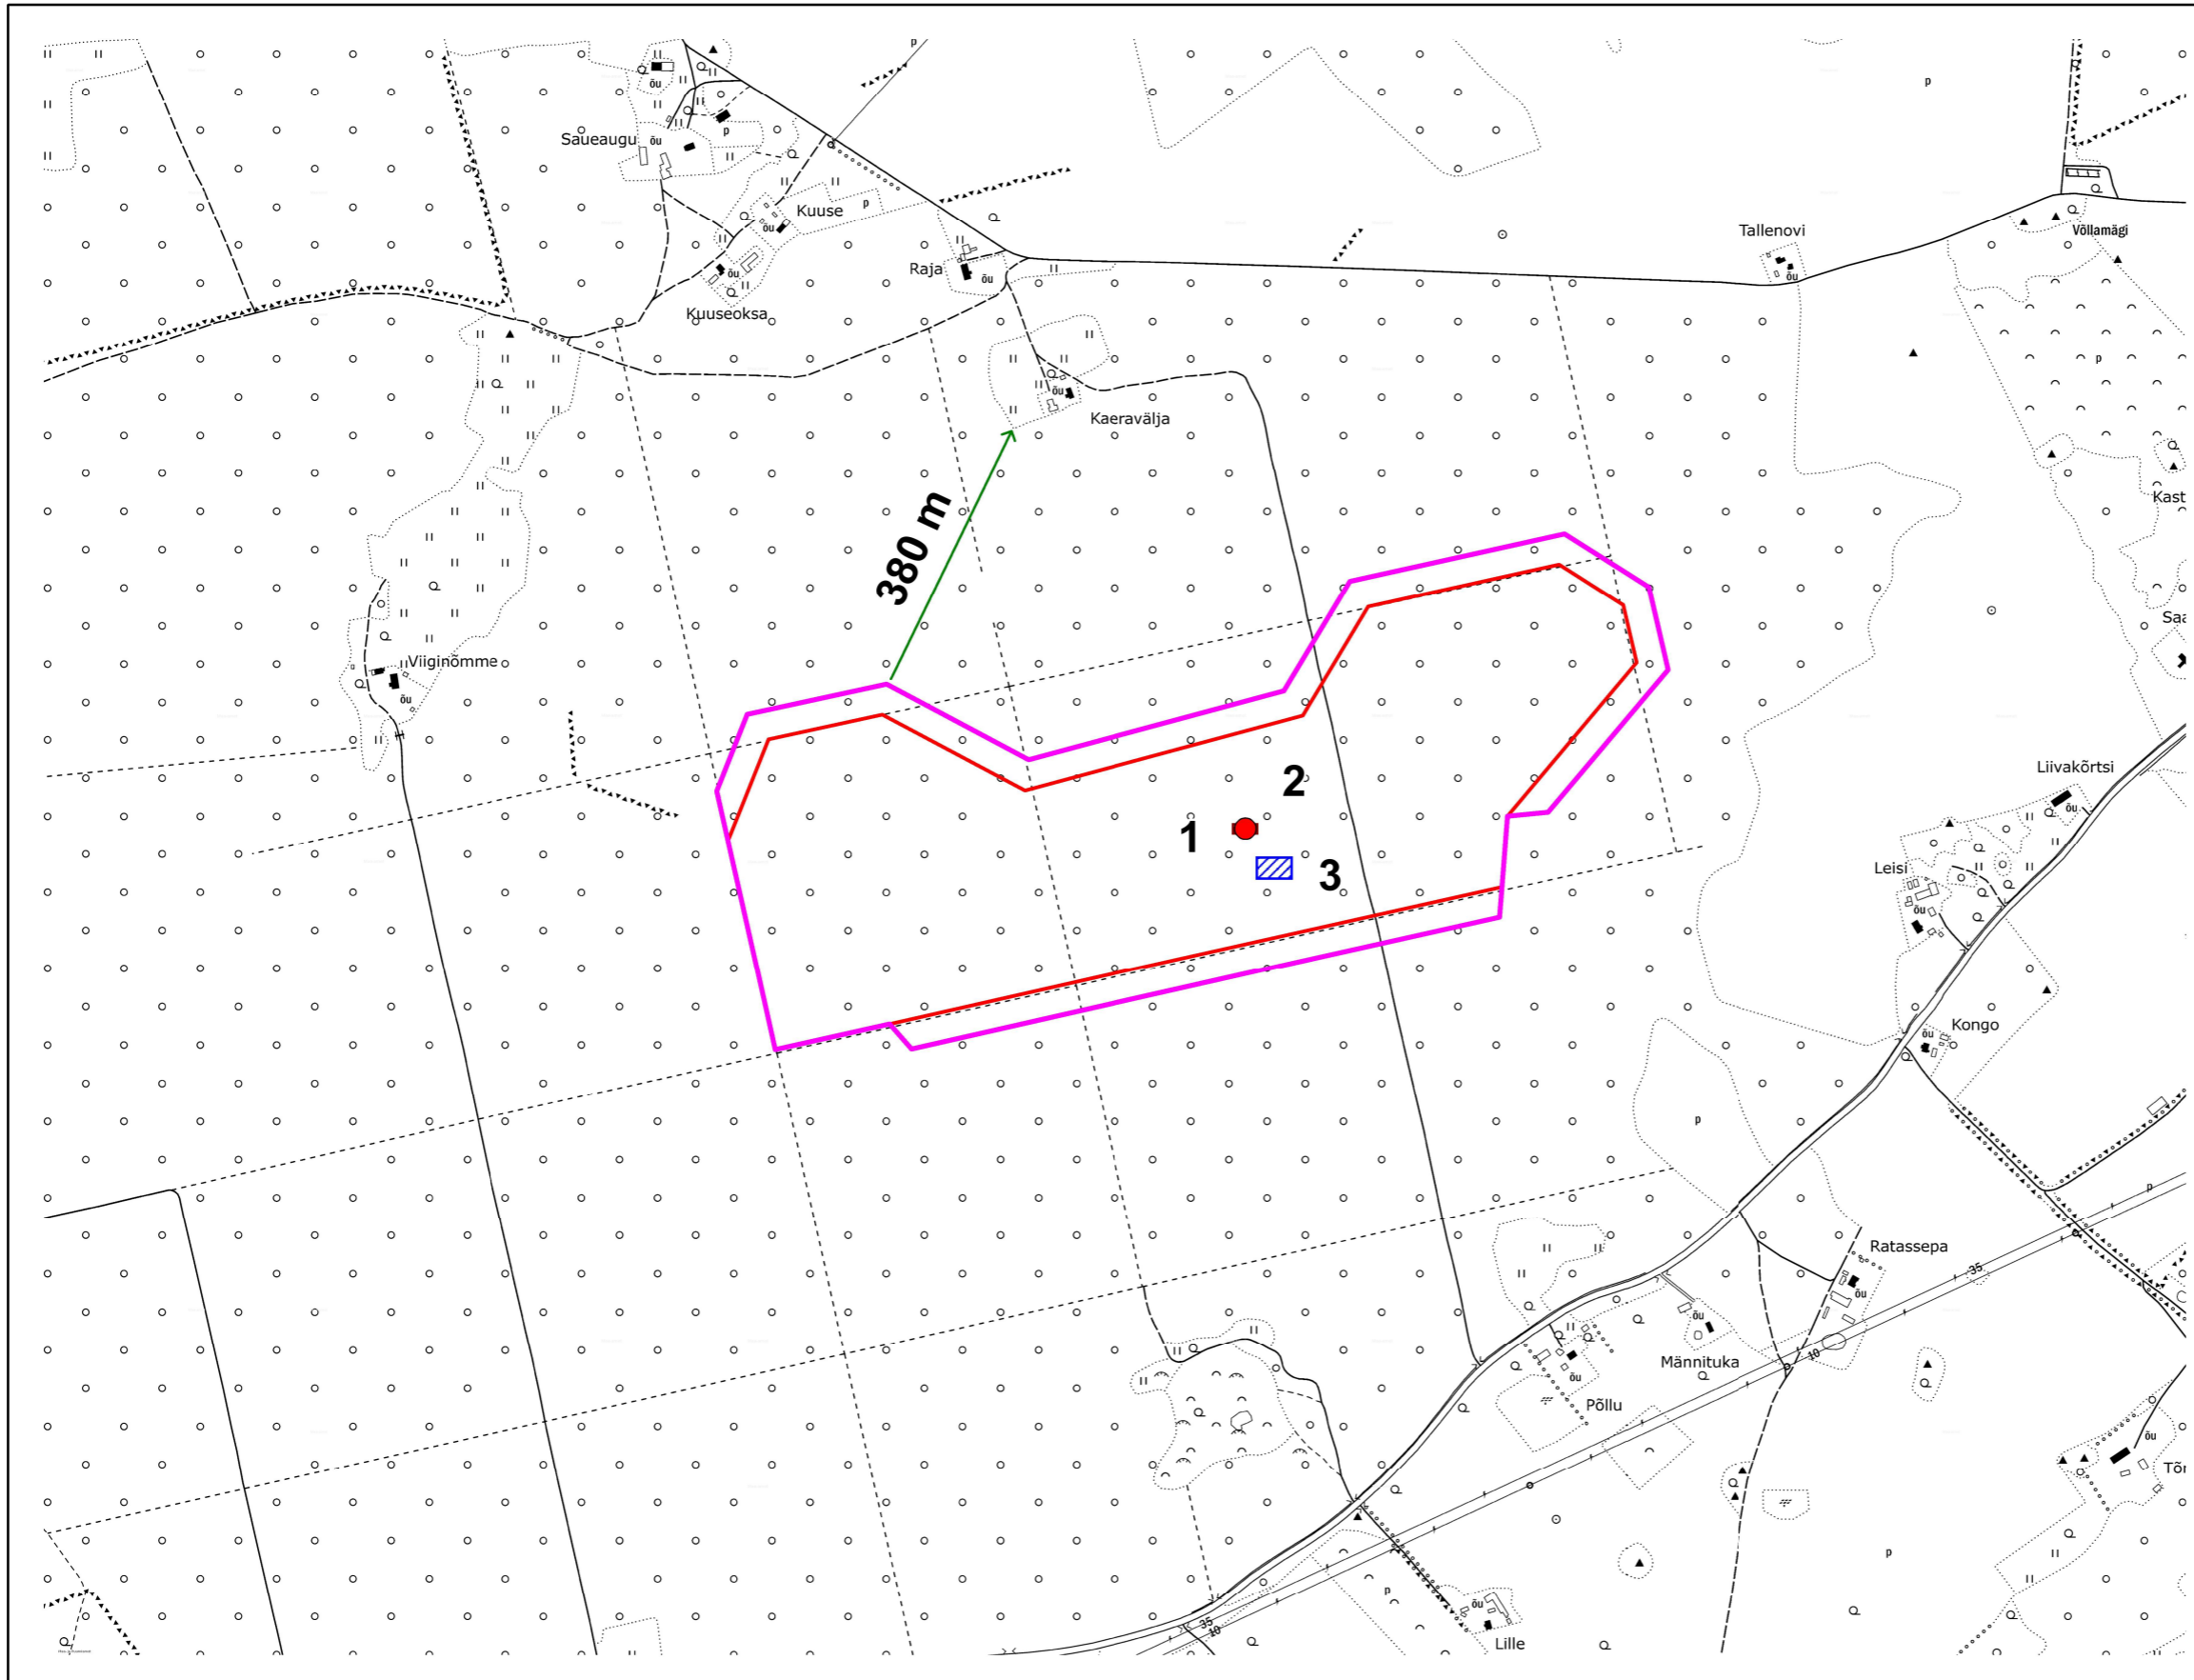 Saueaugu
õu
õu
p
p
p
Kuuse
p
õu
Kuuseoksa
õu
Raja
õu
Tallenovi
õu
Võllamägi
p
Kaeravälja
õu
Kast
380 m
Saa
Viiginõmme
õu
Liivakõrtsi
õu
2
1
3
Leisi
õu
Kongo
õu
p
p
Ratassepa
õu
35
10
õu
Männituka
õu
Põllu
õu
Tõr
p
p
35
10
õu
Lille